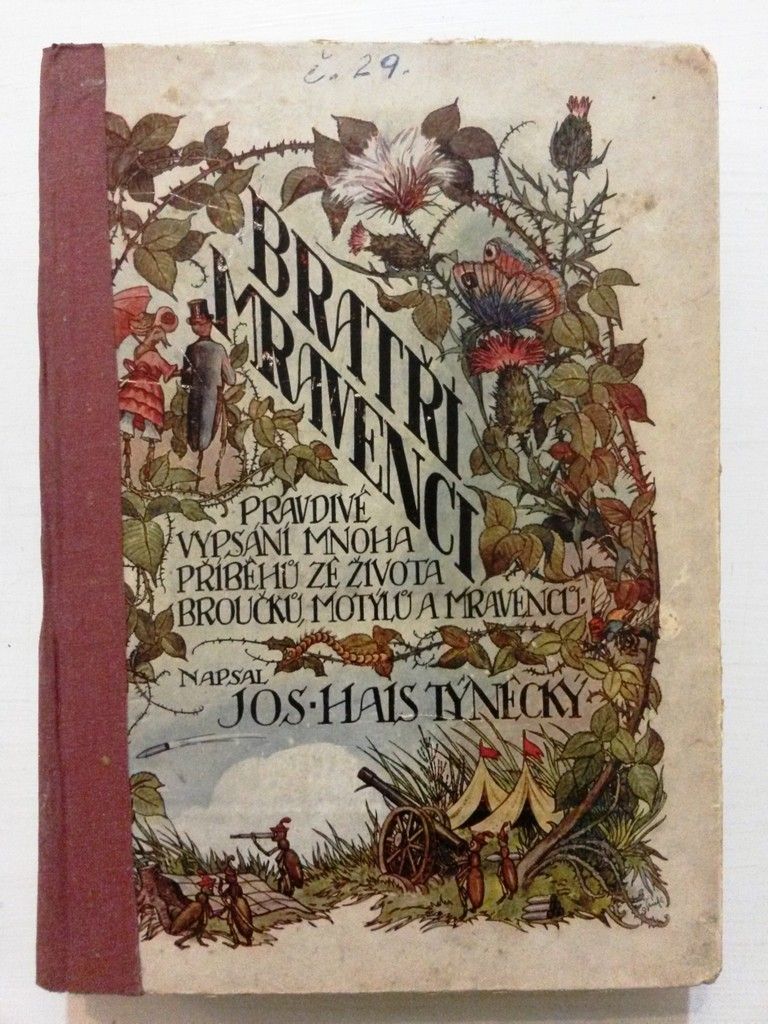 č. 29.
BRATŘI
MRAVENCI
PRAVDIVÉ
VYPSÁNÍ MNOHA
PŘÍBĚHŮ ZE ŽIVOTA
BROUČKŮ, MOTÝLŮ A MRAVENCŮ.
NAPSAL
JOS. HAIS TÝNECKÝ.